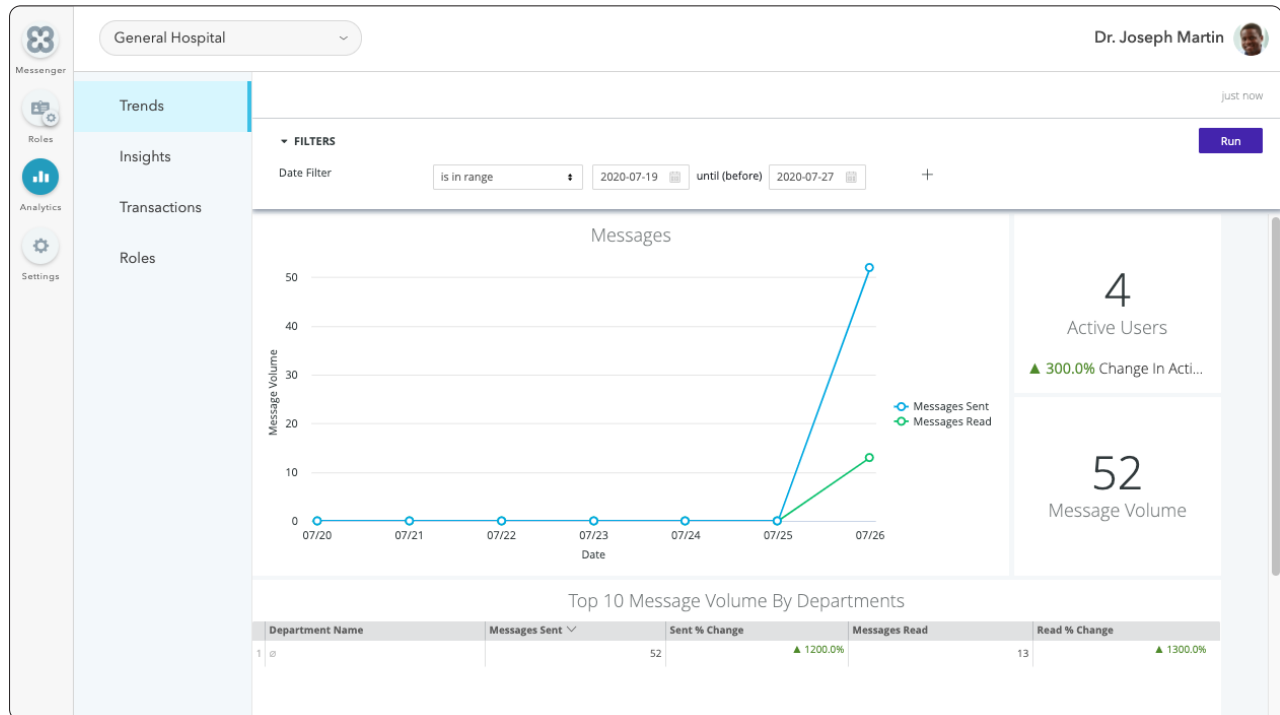 General Hospital
Dr. Joseph Martin
Messenger
Roles
Analytics
Settings
Trends
Insights
Transactions
Roles
just now
FILTERS
Run
Date Filter
is in range
2020-07-19
until (before)
2020-07-27
+
Messages
50
40
30
20
10
0
Message Volume
07/20 07/21 07/22 07/23 07/24 07/25 07/26
Date
Messages Sent
Messages Read
4
Active Users
▲ 300.0% Change In Acti...
52
Message Volume
Top 10 Message Volume By Departments
Department Name Messages Sent Sent % Change Messages Read Read % Change
1 ∅ 52 ▲ 1200.0% 13 ▲ 1300.0%